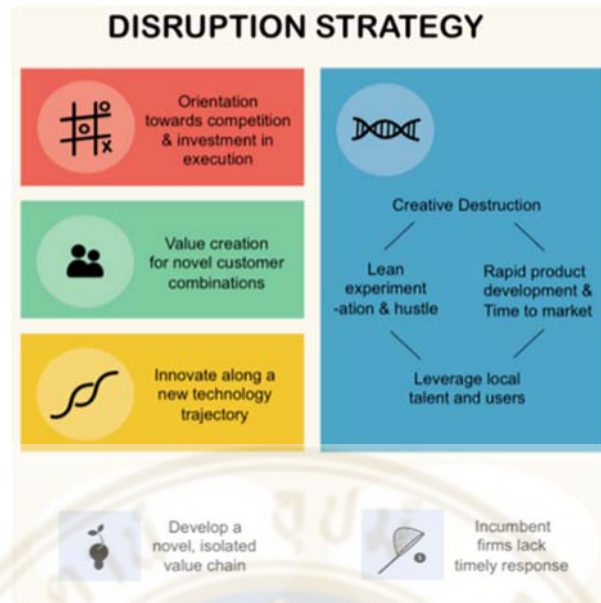 DISRUPTION STRATEGY
Orientation
towards competition
& investment in
execution
Value creation
for novel customer
combinations
Innovate along a
new technology
trajectory
Creative Destruction
Lean
experiment
-ation & hustle
Rapid product
development &
Time to market
Leverage local
talent and users
Develop a
novel, isolated
value chain
Incumbent
firms lack
timely response